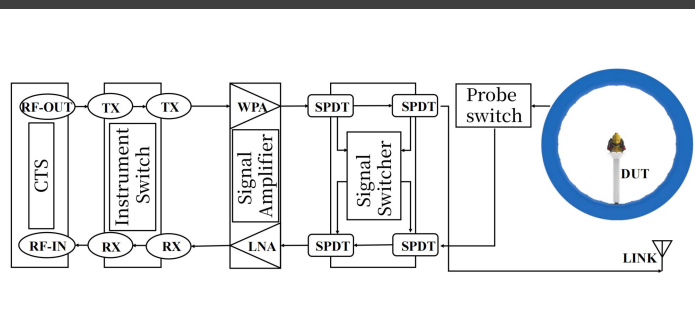 RF-OUT
TX
TX
WPA
SPDT
SPDT
Probe
switch
CTS
Instrument
Switch
Signal
Amplifier
Signal
Switcher
DUT
RF-IN
RX
RX
LNA
SPDT
SPDT
LINK